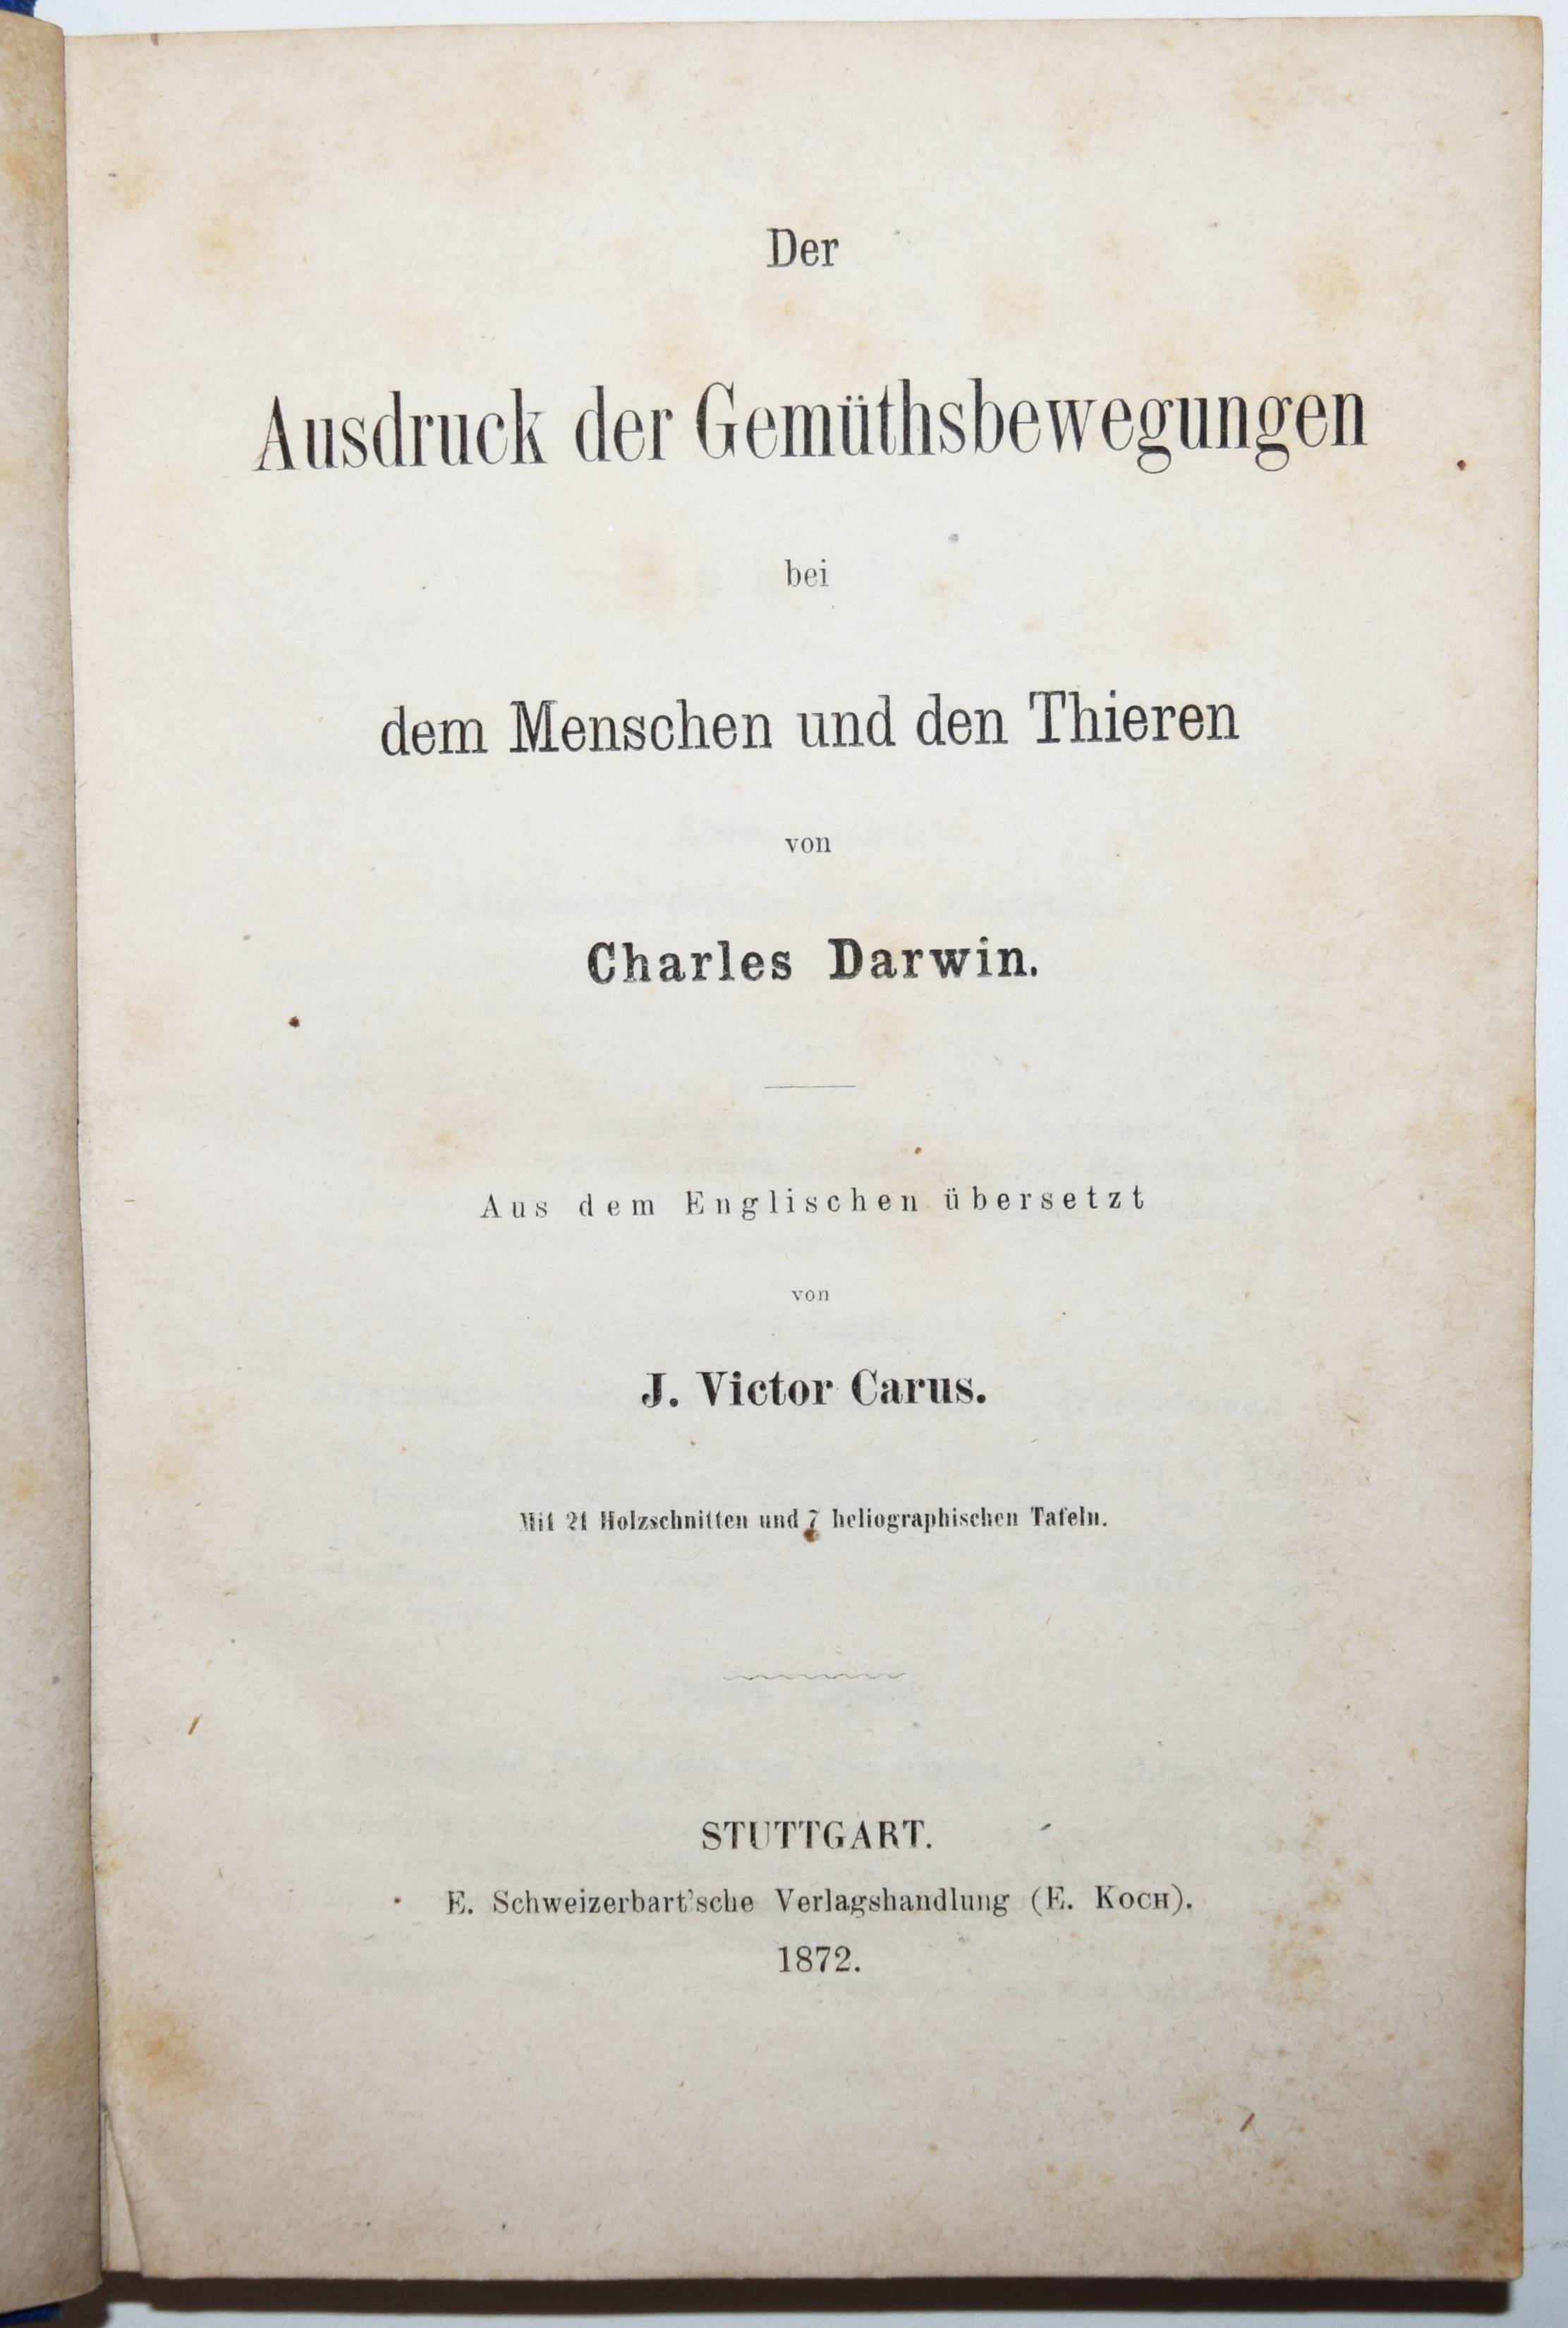 Der
Ausdruck der Gemüthsbewegungen
bei
dem Menschen und den Thieren
von
Charles Darwin.
Aus dem Englischen übersetzt
von
J. Victor Carus.
Mit 21 Holzschnitten und 7 heliographischen Tafeln.
STUTTGART.
E. Schweizerbart'sche Verlagshandlung (E. KOCH).
1872.